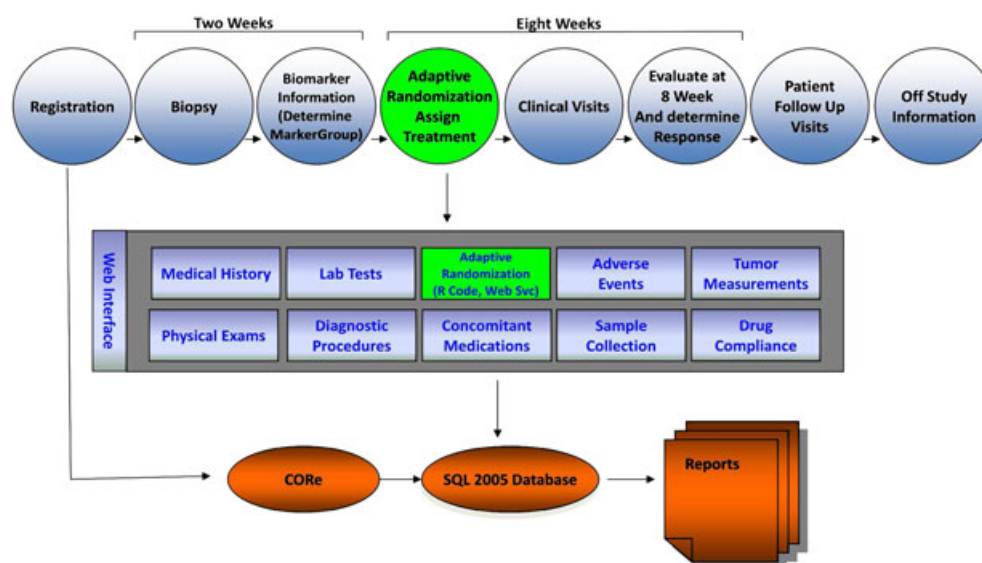 Two Weeks
Eight Weeks
Registration
Biopsy
Biomarker
Information
(Determine
MarkerGroup)
Adaptive
Randomization
Assign
Treatment
Clinical Visits
Evaluate at
8 Week
And determine
Response
Patient
Follow Up
Visits
Off Study
Information
Web Interface
Medical History
Lab Tests
Adaptive
Randomization
(R Code, Web Svc)
Adverse
Events
Tumor
Measurements
Physical Exams
Diagnostic
Procedures
Concomitant
Medications
Sample
Collection
Drug
Compliance
CORe
SQL 2005 Database
Reports